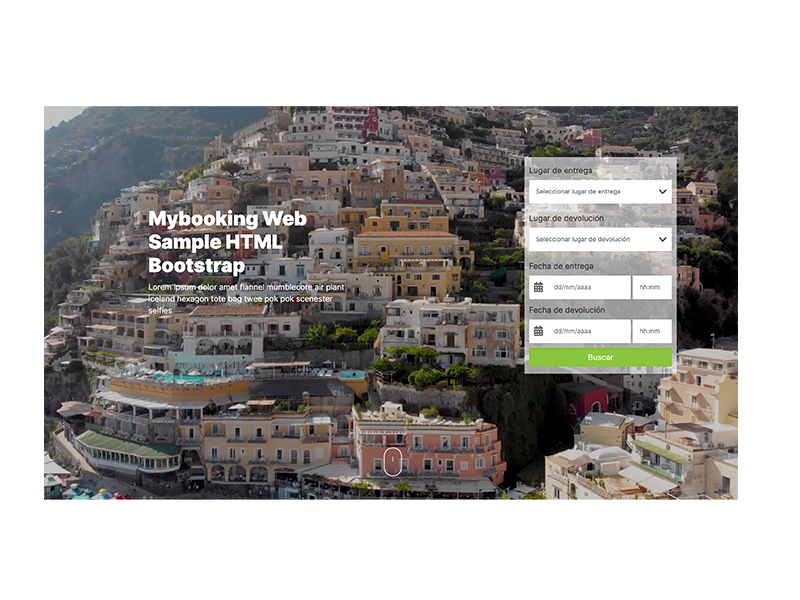 Mybooking Web
Sample HTML
Bootstrap
Lorem ipsum dolor amet flannel mumblecore air plant
iceland hexagon tote bag twee pok pok scenester
selfies
Lugar de entrega
Seleccionar lugar de entrega
Lugar de devolución
Seleccionar lugar de devolución
Fecha de entrega
dd/mm/aaaa hh:mm
Fecha de devolución
dd/mm/aaaa hh:mm
Buscar